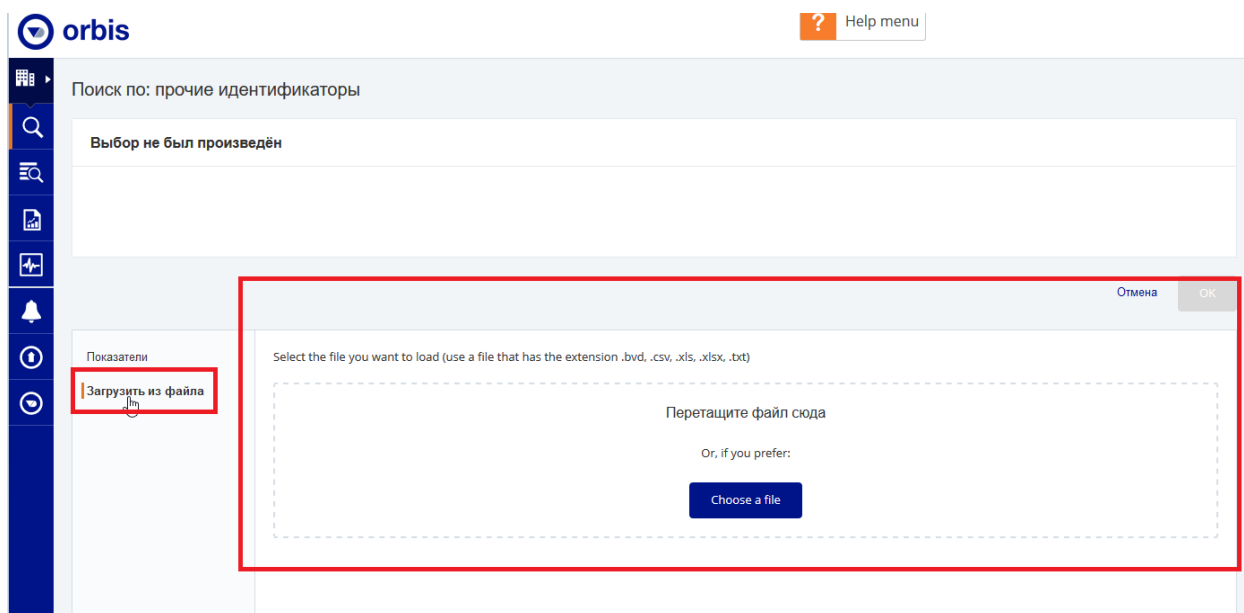 orbis
? Help menu
Поиск по: прочие идентификаторы
Выбор не был произведён
Отмена
OK
Показатели
Загрузить из файла
Select the file you want to load (use a file that has the extension .bvd, .csv, .xls, .xlsx, .txt)
Перетащите файл сюда
Or, if you prefer:
Choose a file